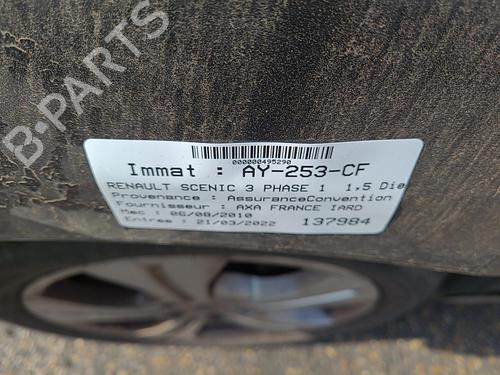 B-PARTS
000000495290
Immat : AY-253-CF
RENAULT SCENIC 3 PHASE 1 1.5 Die
Provenance : AssuranceConvention
Fournisseur : AXA FRANCE IARD
Mec : 06/08/2010
Entree : 21/03/2022 137984